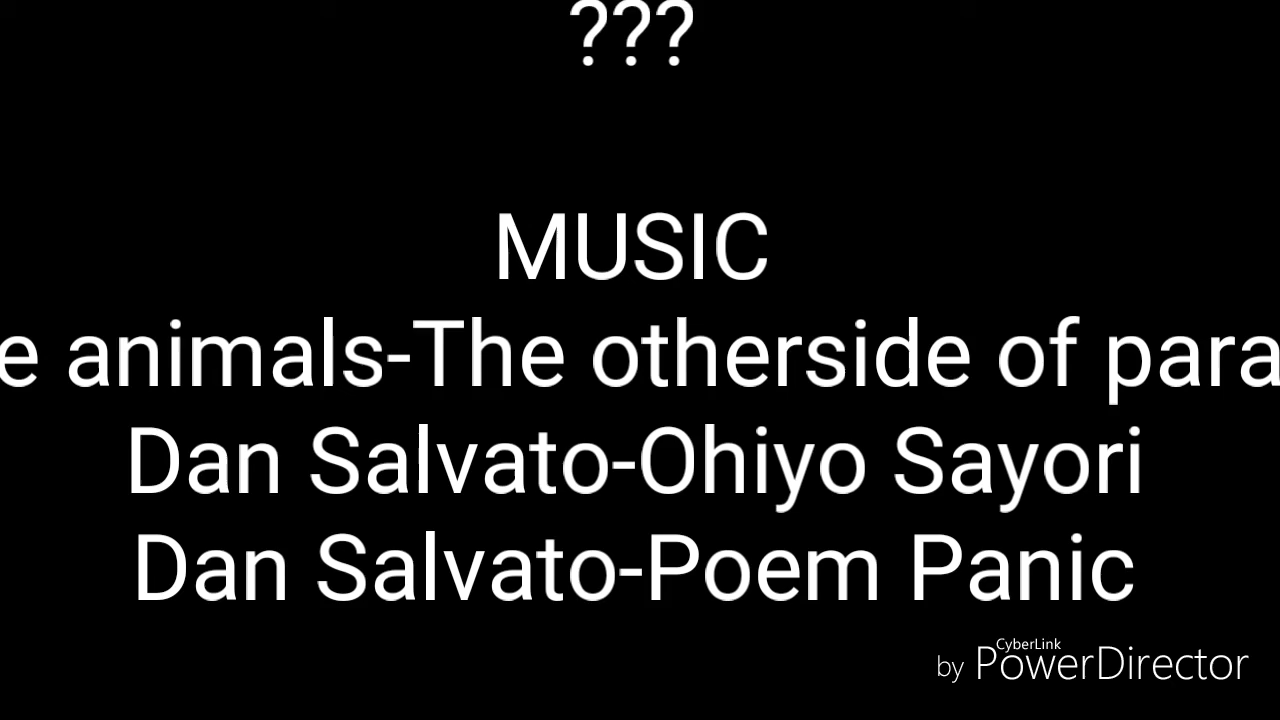 ???
MUSIC
e animals-The otherside of para
Dan Salvato-Ohiyo Sayori
Dan Salvato-Poem Panic
CyberLink
by PowerDirector